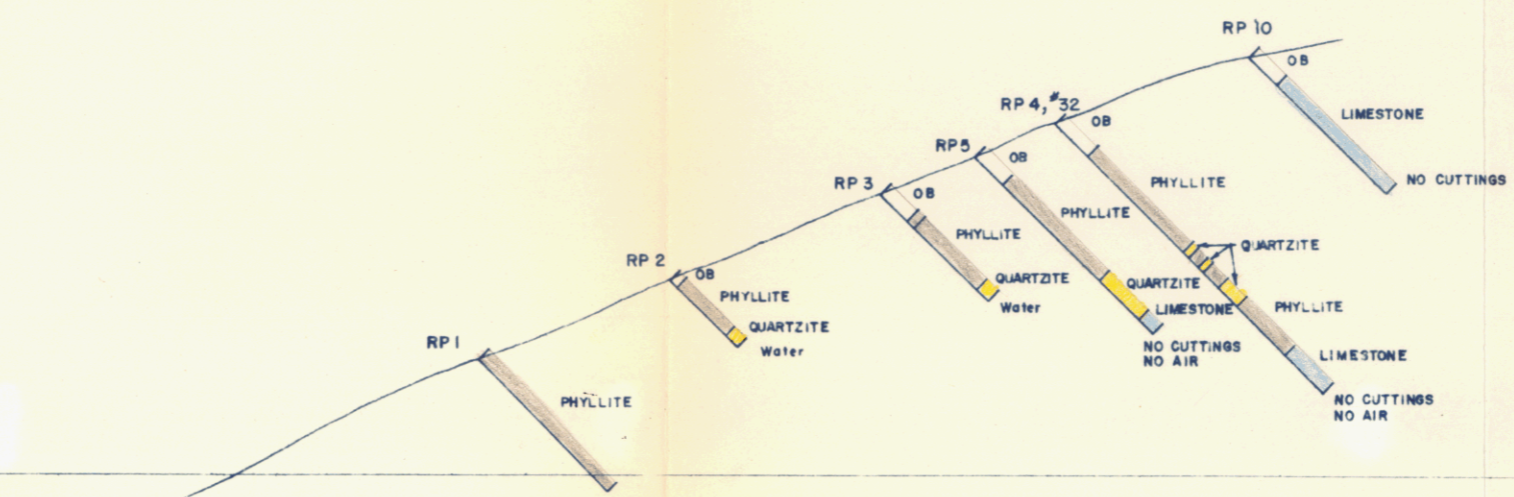 RP 10
OB
LIMESTONE
NO CUTTINGS
RP 4, #32
OB
PHYLLITE
QUARTZITE
PHYLLITE
LIMESTONE
NO CUTTINGS
NO AIR
RP5
OB
PHYLLITE
QUARTZITE
LIMESTONE
NO CUTTINGS
NO AIR
RP 3
OB
PHYLLITE
QUARTZITE
Water
RP 2
OB
PHYLLITE
QUARTZITE
Water
RP 1
PHYLLITE